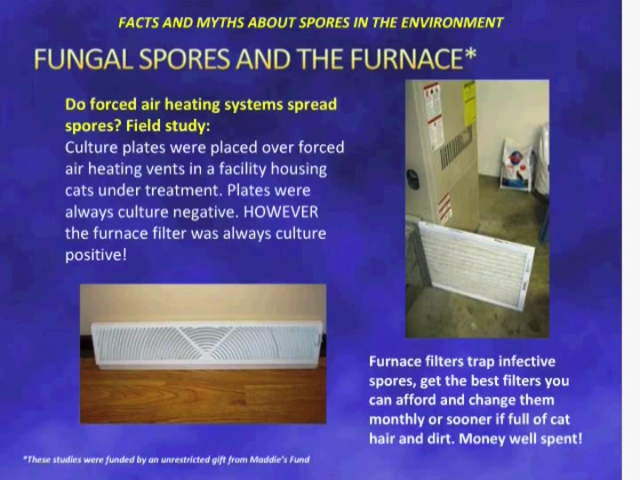 FACTS AND MYTHS ABOUT SPORES IN THE ENVIRONMENT
FUNGAL SPORES AND THE FURNACE*
Do forced air heating systems spread
spores? Field study:
Culture plates were placed over forced
air heating vents in a facility housing
cats under treatment. Plates were
always culture negative. HOWEVER
the furnace filter was always culture
positive!
Furnace filters trap infective
spores, get the best filters you
can afford and change them
monthly or sooner if full of cat
hair and dirt. Money well spent!
*These studies were funded by an unrestricted gift from Maddie's Fund